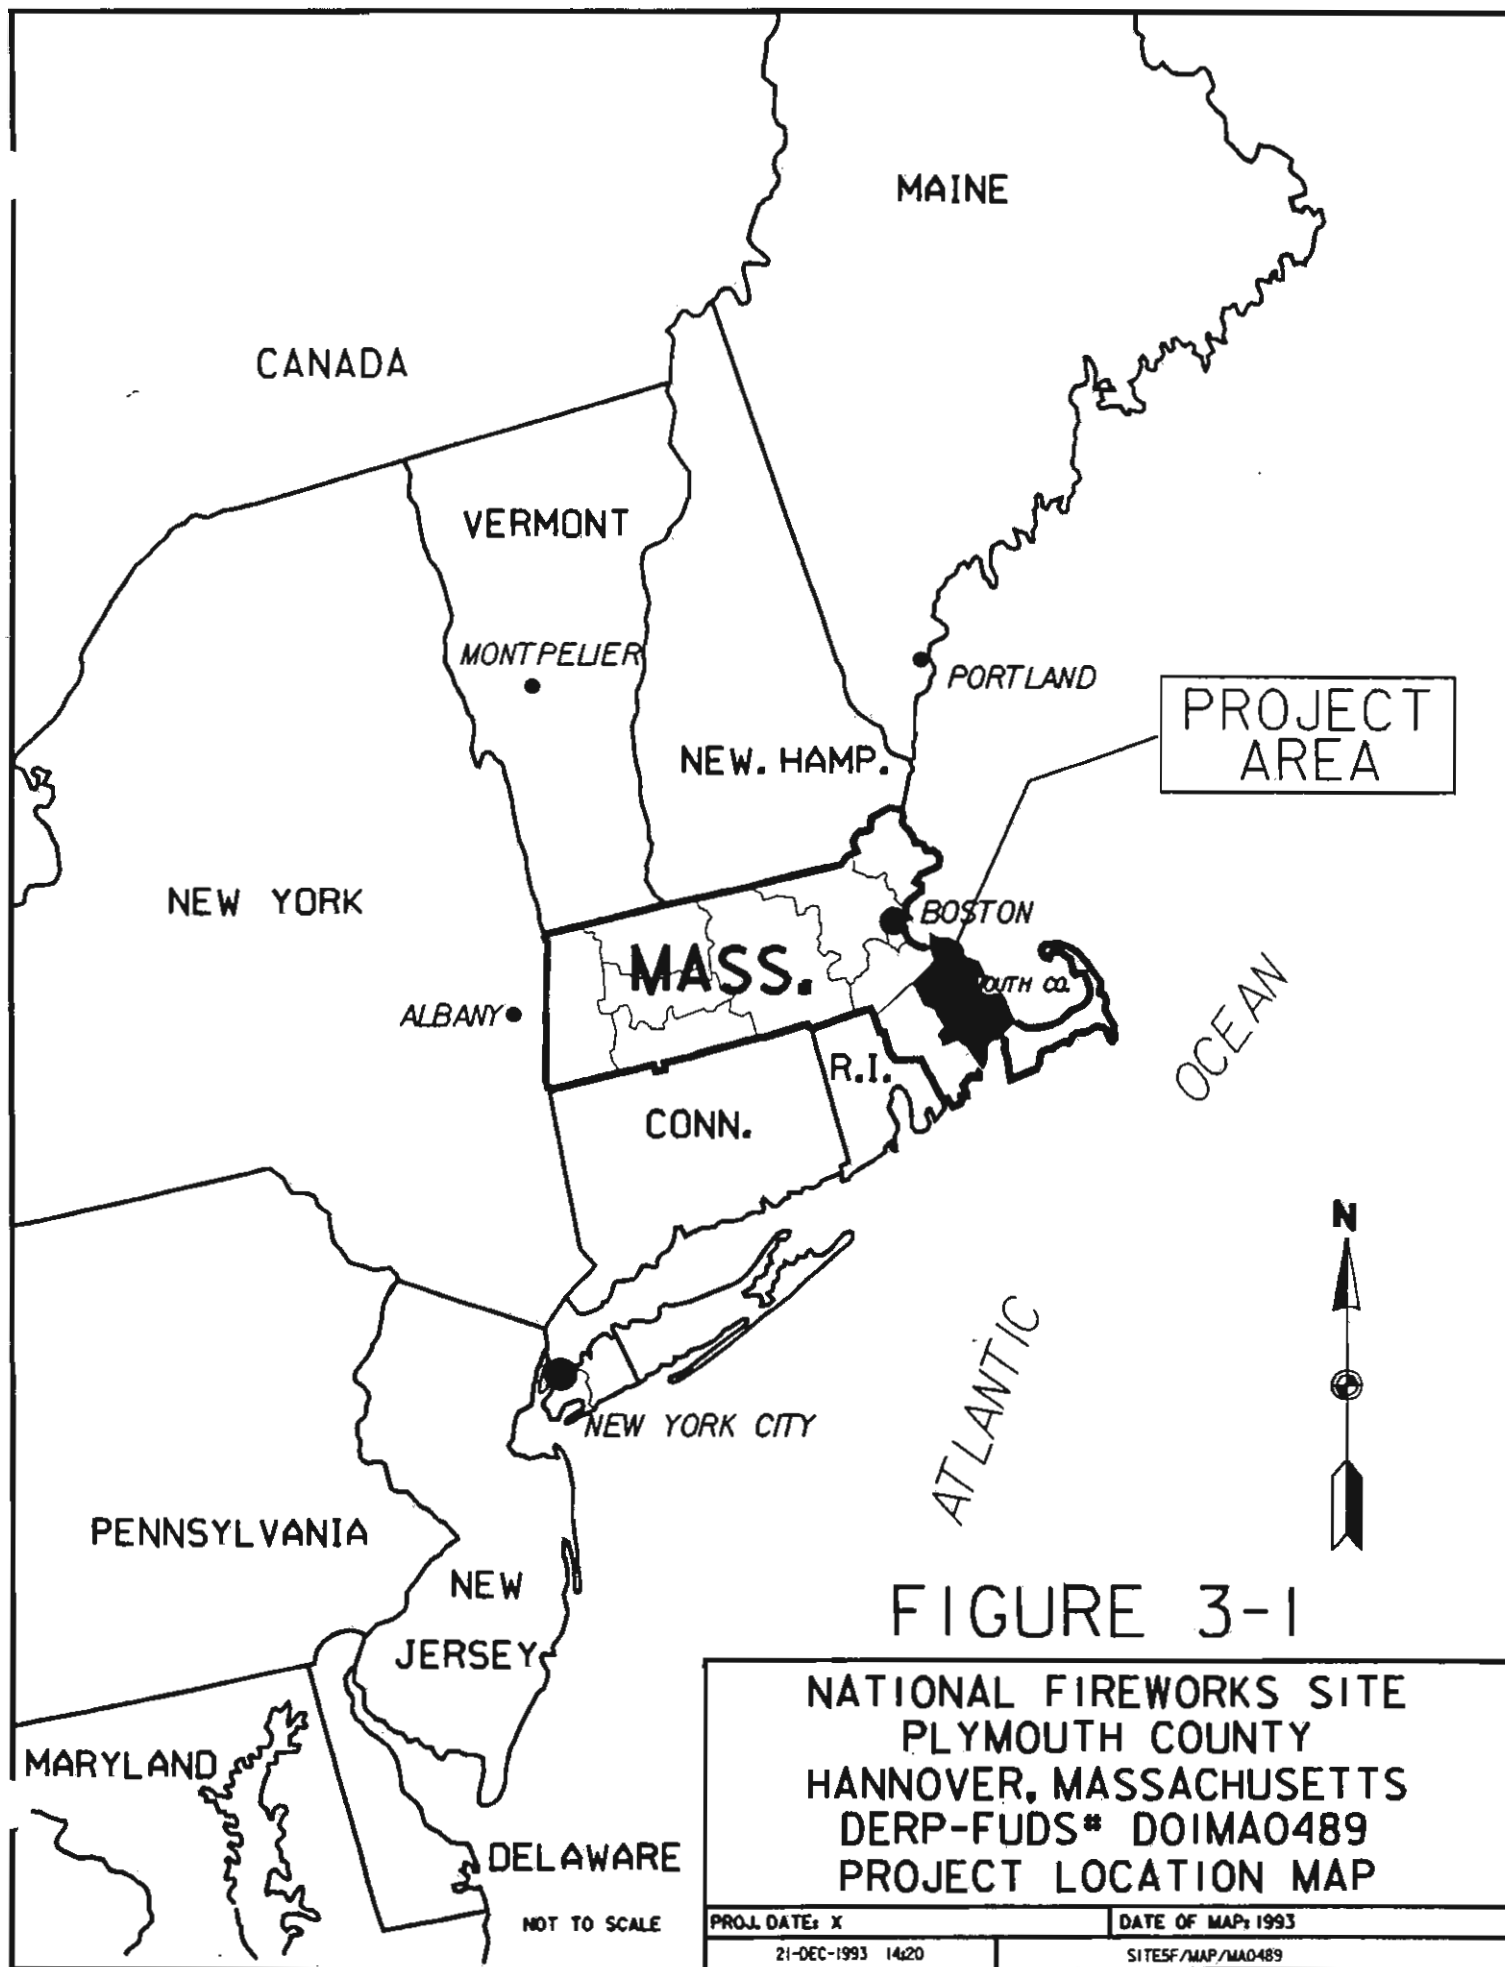 MAINE
CANADA
VERMONT
MONTPELIER
PORTLAND
PROJECT
AREA
NEW. HAMP.
NEW YORK
BOSTON
MASS.
OUTH CO.
ALBANY
OCEAN
R.I.
CONN.
N
ATLANTIC
NEW YORK CITY
PENNSYLVANIA
NEW
JERSEY
FIGURE 3-1
NATIONAL FIREWORKS SITE
PLYMOUTH COUNTY
HANNOVER, MASSACHUSETTS
DERP-FUDS# D01MA0489
PROJECT LOCATION MAP
MARYLAND
DELAWARE
NOT TO SCALE
PROJ. DATE: X
DATE OF MAP: 1993
21-DEC-1993 14:20
SITESF/MAP/MA0489